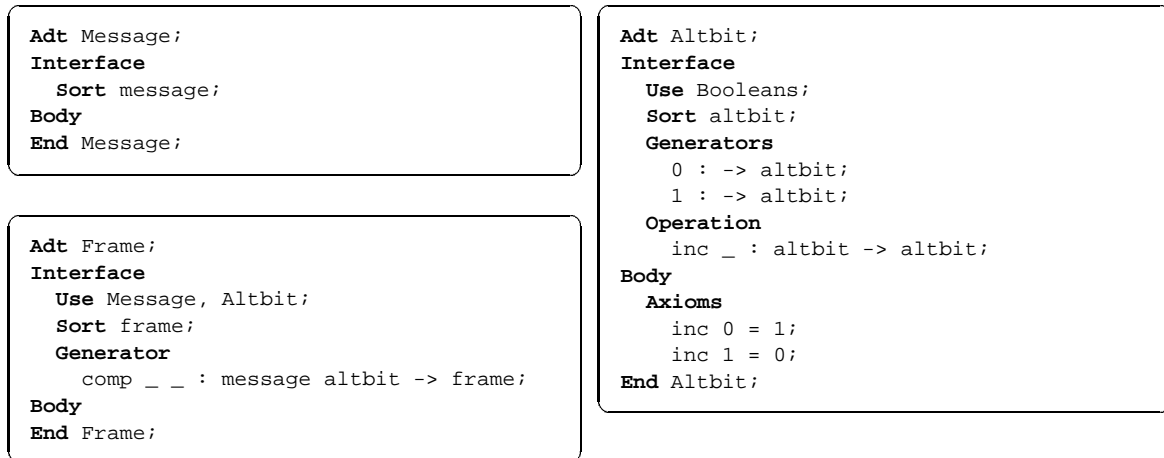 Adt Message;
Interface
Sort message;
Body
End Message;
Adt Frame;
Interface
Use Message, Altbit;
Sort frame;
Generator
comp _ _ : message altbit -> frame;
Body
End Frame;
Adt Altbit;
Interface
Use Booleans;
Sort altbit;
Generators
0 : -> altbit;
1 : -> altbit;
Operation
inc _ : altbit -> altbit;
Body
Axioms
inc 0 = 1;
inc 1 = 0;
End Altbit;